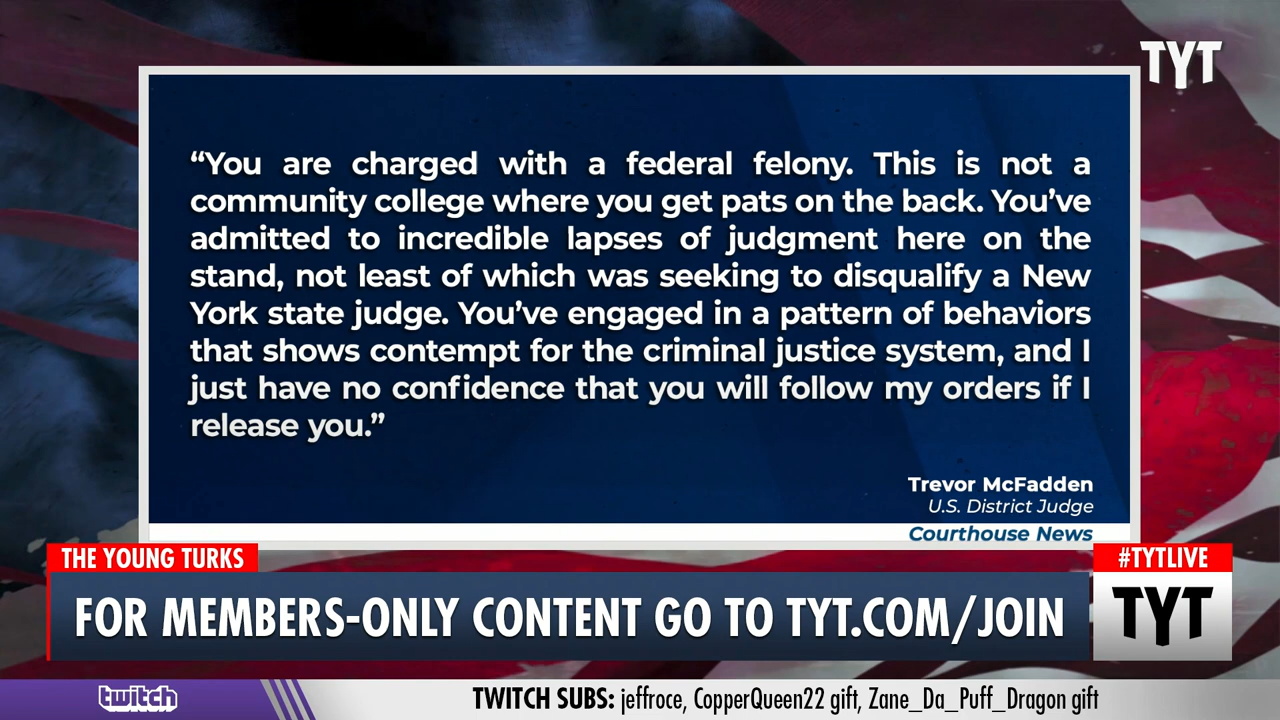 TYT
“You are charged with a federal felony. This is not a
community college where you get pats on the back. You’ve
admitted to incredible lapses of judgment here on the
stand, not least of which was seeking to disqualify a New
York state judge. You’ve engaged in a pattern of behaviors
that shows contempt for the criminal justice system, and I
just have no confidence that you will follow my orders if I
release you.”
Trevor McFadden
U.S. District Judge
Courthouse News
THE YOUNG TURKS
#TYTLIVE
FOR MEMBERS-ONLY CONTENT GO TO TYT.COM/JOIN
TYT
twitch
TWITCH SUBS: jeffroce, CopperQueen22 gift, Zane_Da_Puff_Dragon gift